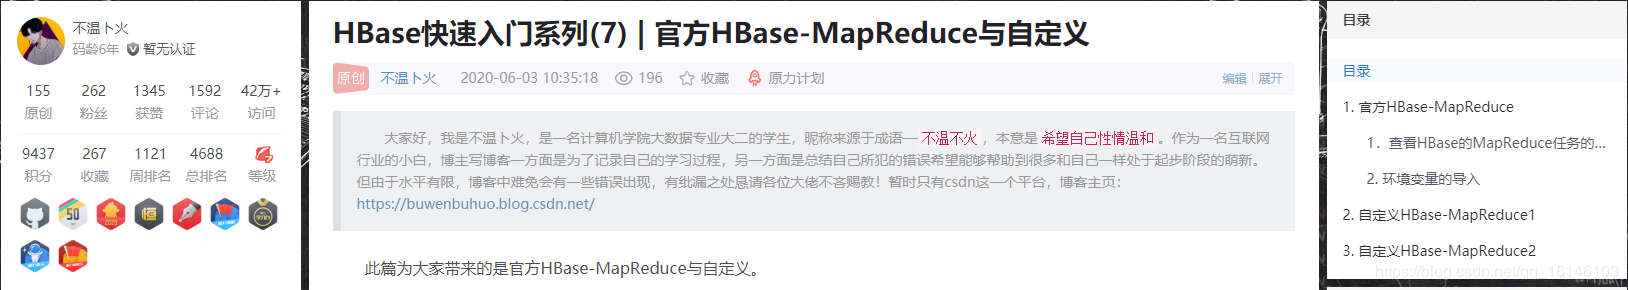 不温卜火
码龄6年 暂无认证
155 262 1345 1592 42万+
原创 粉丝 获赞 评论 访问
9437 267 1121 4688
积分 收藏 周排名 总排名 等级
HBase快速入门系列(7) | 官方HBase-MapReduce与自定义
原创 不温卜火 2020-06-03 10:35:18 196 收藏 原力计划 编辑 展开
大家好，我是不温卜火，是一名计算机学院大数据专业大二的学生，昵称来源于成语—不温不火，本意是希望自己性情温和。作为一名互联网
行业的小白，博主写博客一方面是为了记录自己的学习过程，另一方面是总结自己所犯的错误希望能够帮助到很多和自己一样处于起步阶段的萌新。
但由于水平有限，博客中难免会有一些错误出现，有纰漏之处恳请各位大佬不吝赐教！暂时只有csdn这一个平台，博客主页：
https://buwenbuhuo.blog.csdn.net/
此篇为大家带来的是官方HBase-MapReduce与自定义。
目录
目录
1. 官方HBase-MapReduce
1. 查看HBase的MapReduce任务的...
2. 环境变量的导入
2. 自定义HBase-MapReduce1
3. 自定义HBase-MapReduce2
https://blog.csdn.net/qq_16146103